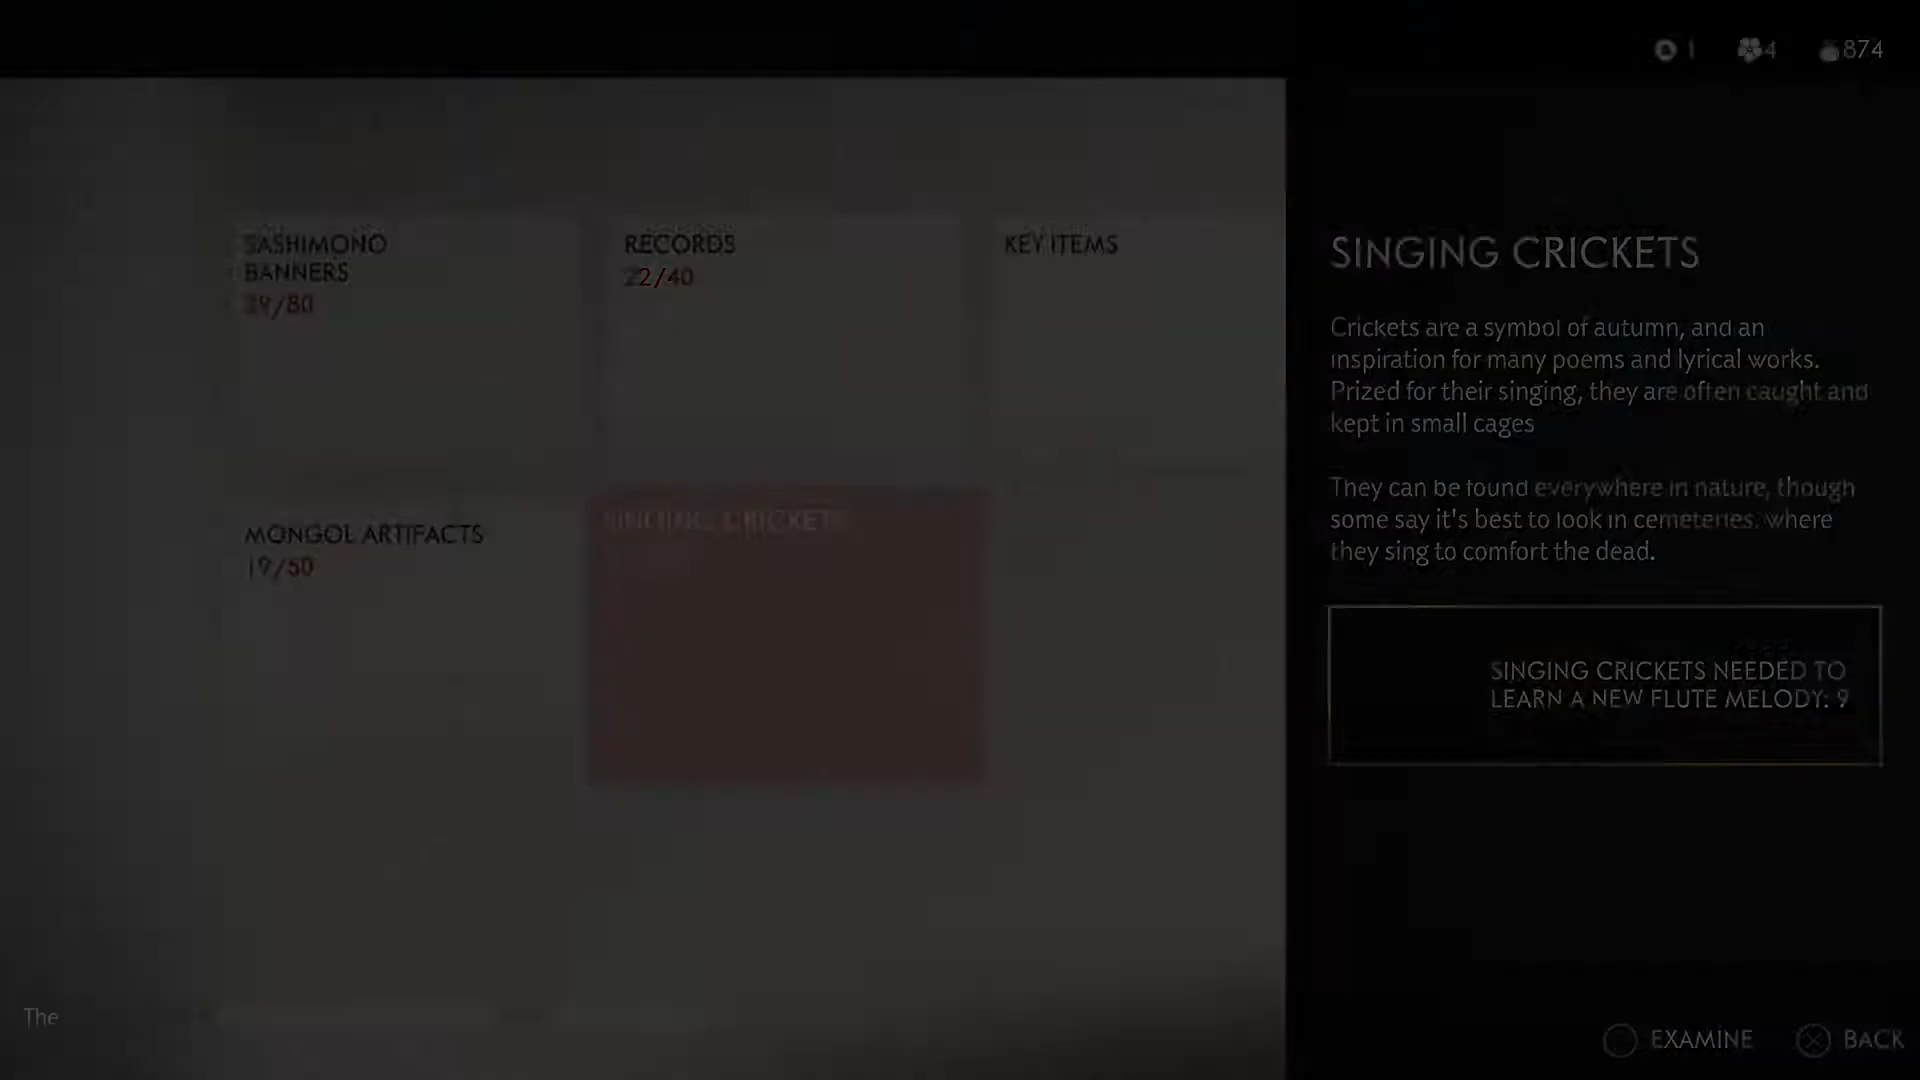 1 4 874
SASHIMONO
BANNERS
39/80
RECORDS
22/40
KEY ITEMS
MONGOL ARTIFACTS
19/50
SINGING CRICKETS
SINGING CRICKETS
Crickets are a symbol of autumn, and an
inspiration for many poems and lyrical works.
Prized for their singing, they are often caught and
kept in small cages
They can be found everywhere in nature, though
some say it's best to look in cemeteries. where
they sing to comfort the dead.
SINGING CRICKETS NEEDED TO
LEARN A NEW FLUTE MELODY: 9
The
EXAMINE
BACK